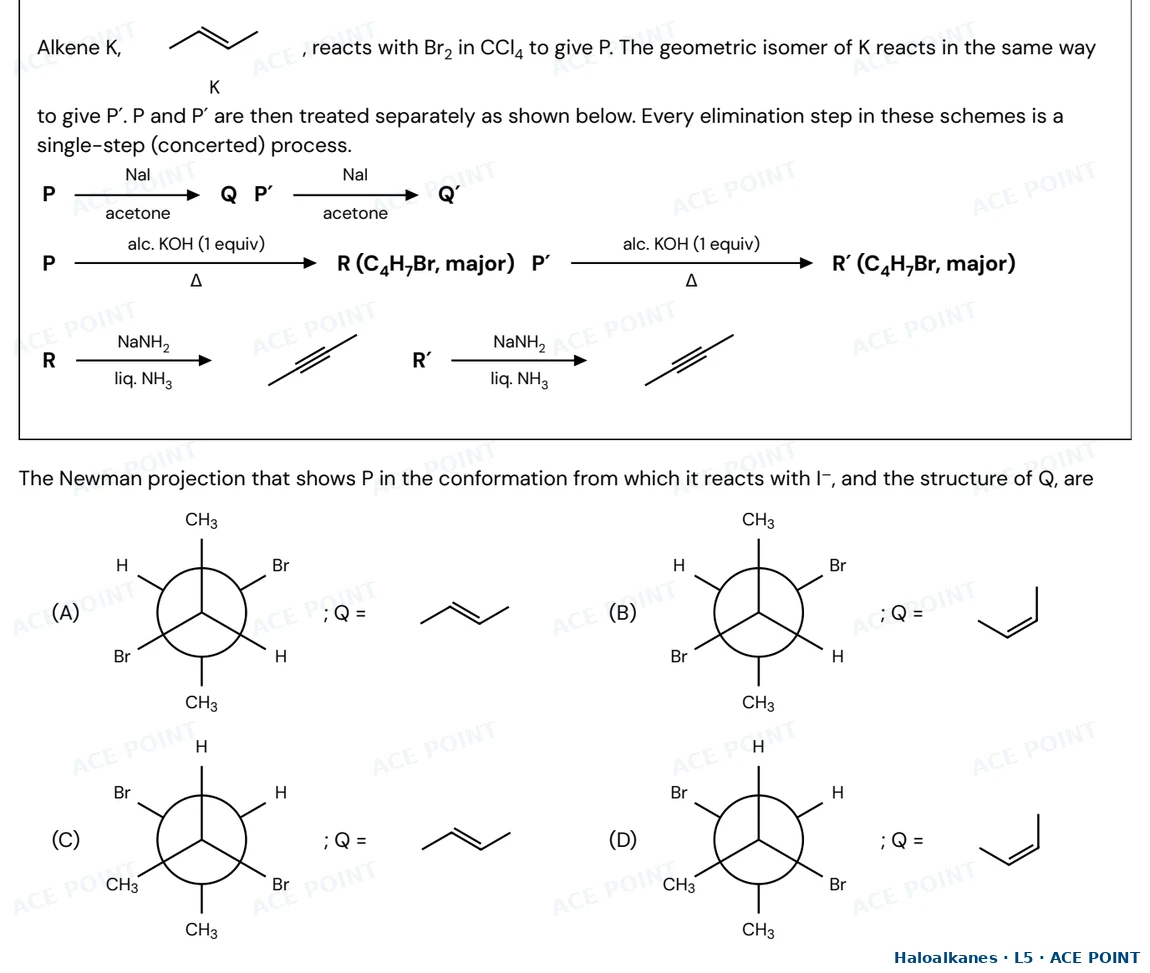 Alkene K, , reacts with Br₂ in CCl₄ to give P. The geometric isomer of K reacts in the same way
K
to give P′. P and P′ are then treated separately as shown below. Every elimination step in these schemes is a
single-step (concerted) process.
NaI NaI
P Q P′ Q′
acetone acetone
alc. KOH (1 equiv) alc. KOH (1 equiv)
P R (C₄H₇Br, major) P′ R′ (C₄H₇Br, major)
Δ Δ
NaNH₂ NaNH₂
R R′
liq. NH₃ liq. NH₃
The Newman projection that shows P in the conformation from which it reacts with I⁻, and the structure of Q, are
CH₃ CH₃
H Br H Br
(A) ; Q = (B) ; Q =
Br H Br H
CH₃ CH₃
H H
Br H Br H
(C) ; Q = (D) ; Q =
CH₃ Br CH₃ Br
CH₃ CH₃
Haloalkanes · L5 · ACE POINT
ACE POINT